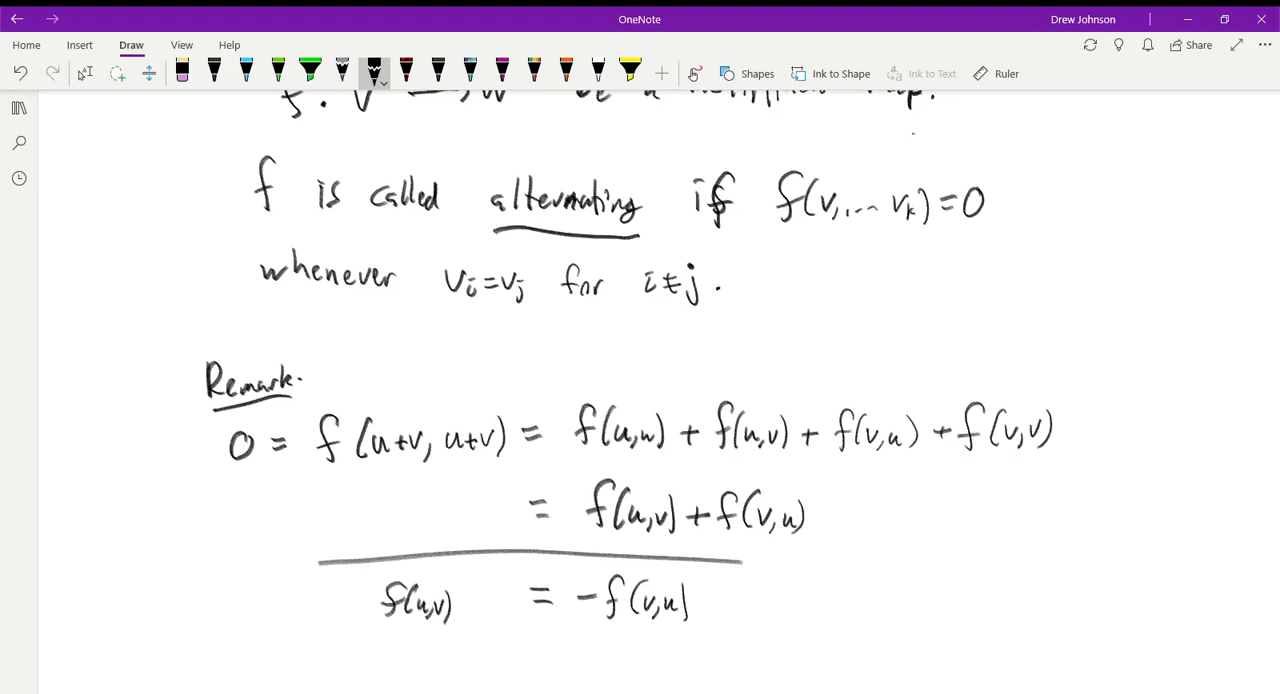 OneNote
Drew Johnson
Home Insert Draw View Help
Share
Shapes Ink to Shape Ink to Text Ruler
f is called alternating if f(v₁, ... vₖ) = 0
whenever vᵢ = vⱼ for i ≠ j.
Remark.
0 = f(u+v, u+v) = f(u,u) + f(u,v) + f(v,u) + f(v,v)
= f(u,v) + f(v,u)
f(u,v) = -f(v,u)